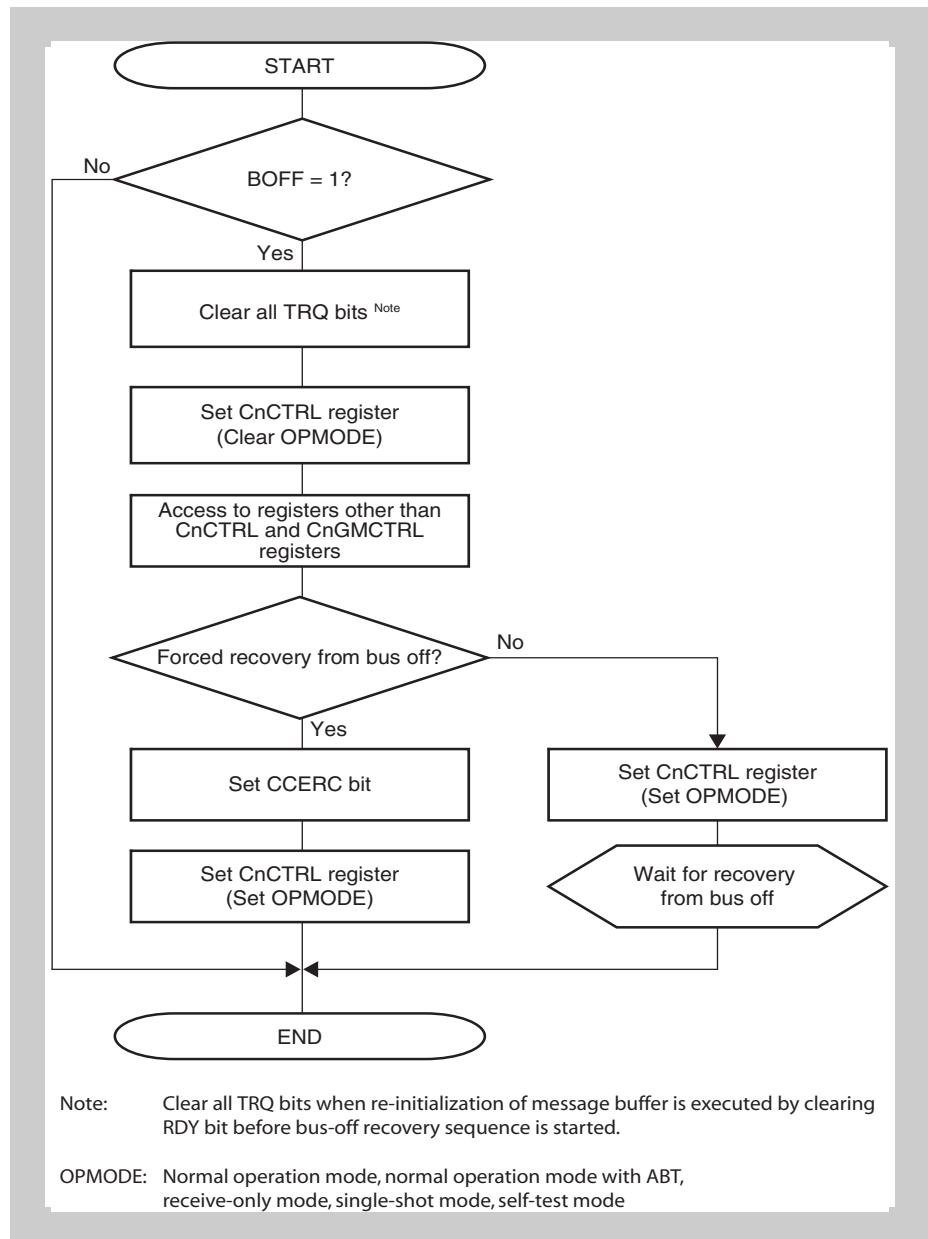 START
No
BOFF = 1?
Yes
Clear all TRQ bits Note
Set CnCTRL register
(Clear OPMODE)
Access to registers other than
CnCTRL and CnGMCTRL
registers
Forced recovery from bus off?
No
Yes
Set CCERC bit
Set CnCTRL register
(Set OPMODE)
Set CnCTRL register
(Set OPMODE)
Wait for recovery
from bus off
END
Note: Clear all TRQ bits when re-initialization of message buffer is executed by clearing
RDY bit before bus-off recovery sequence is started.
OPMODE: Normal operation mode, normal operation mode with ABT,
receive-only mode, single-shot mode, self-test mode